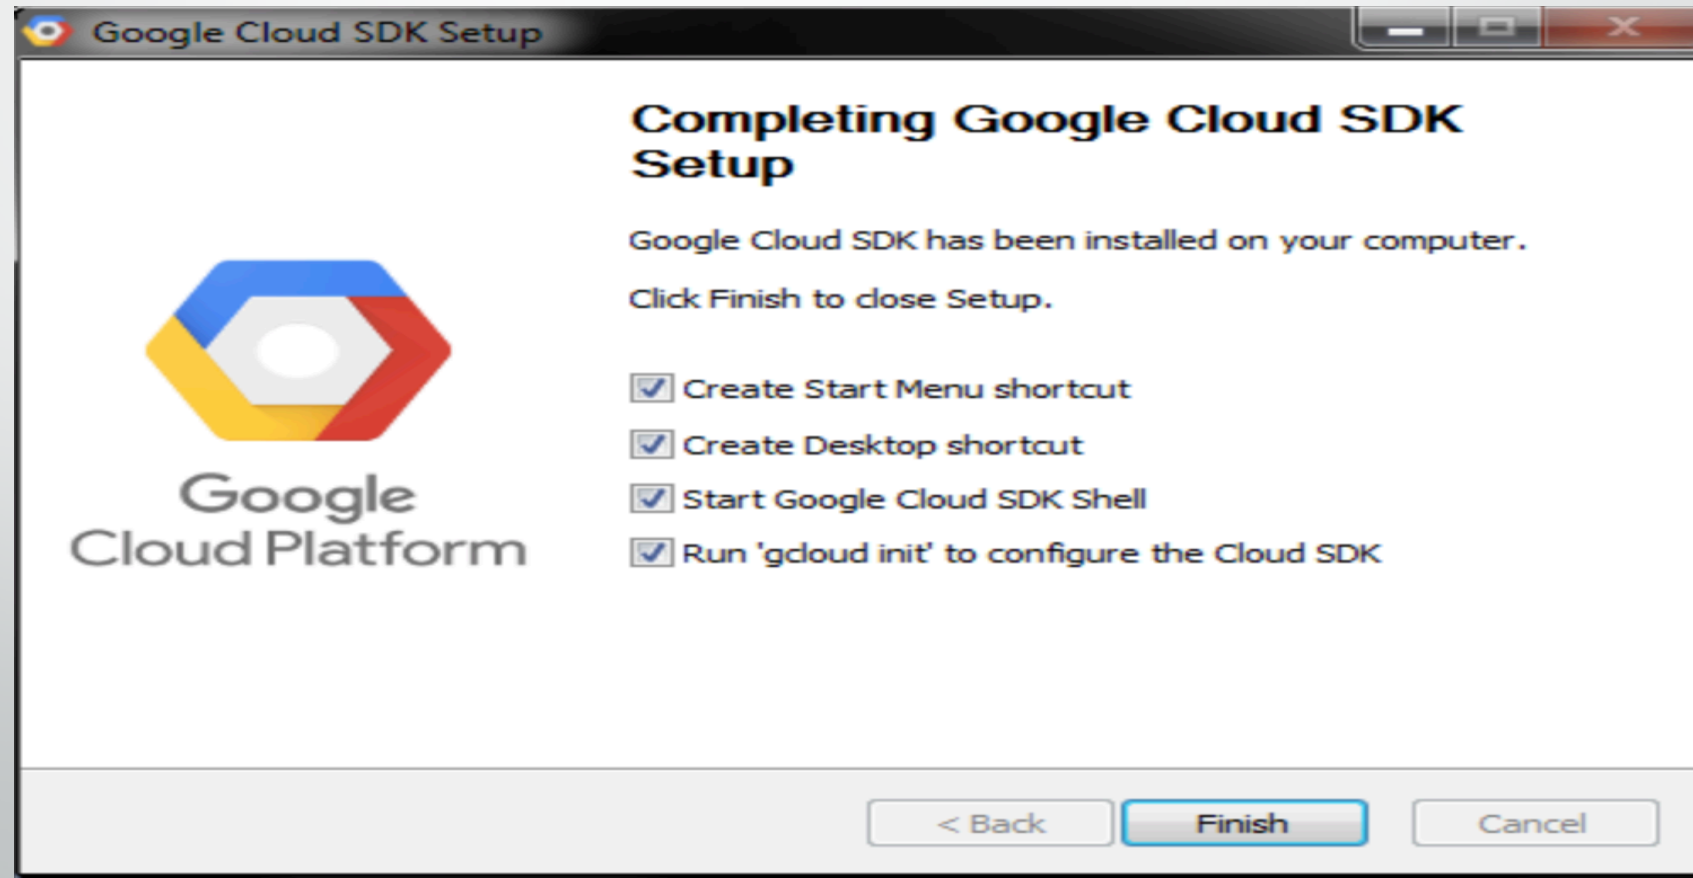 Google Cloud SDK Setup
Completing Google Cloud SDK
Setup
Google Cloud SDK has been installed on your computer.
Click Finish to close Setup.
Create Start Menu shortcut
Create Desktop shortcut
Start Google Cloud SDK Shell
Run 'gcloud init' to configure the Cloud SDK
Google
Cloud Platform
< Back
Finish
Cancel